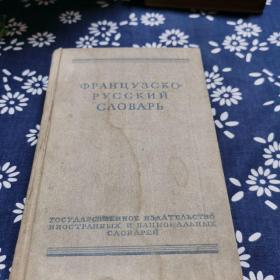 ФРАНЦУЗСКО-
РУССКИЙ
СЛОВАРЬ
ГОСУДАРСТВЕННОЕ ИЗДАТЕЛЬСТВО
ИНОСТРАННЫХ И НАЦИОНАЛЬНЫХ
СЛОВАРЕЙ